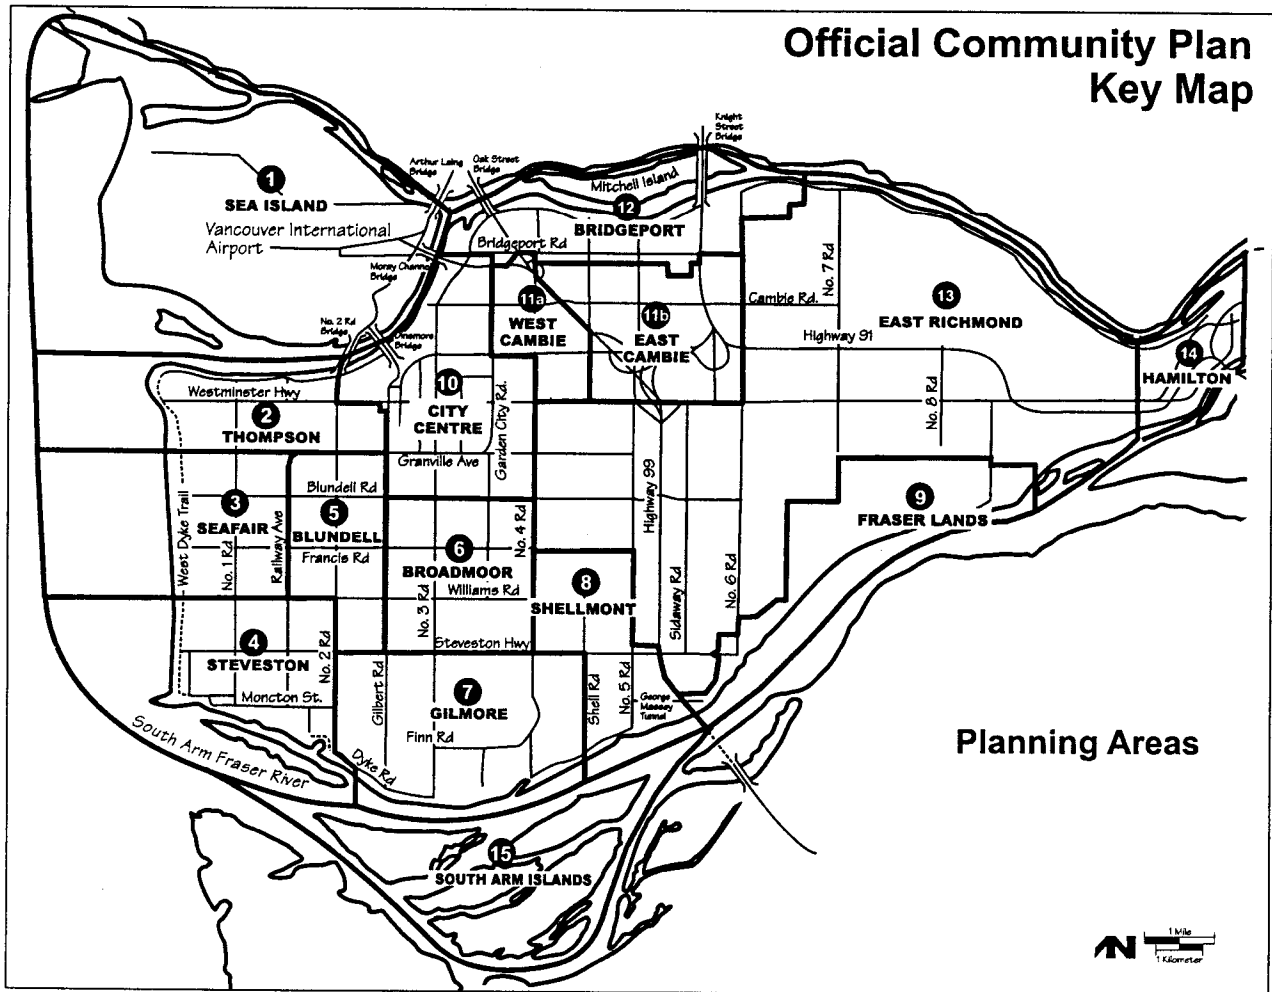 Official Community Plan
Key Map
Knight
Street
Bridge
Arthur Laing
Bridge
Oak Street
Bridge
Mitchell Island
1
SEA ISLAND
12
BRIDGEPORT
Vancouver International
Airport
Bridgeport Rd
Moray Channel
Bridge
No. 7 Rd
11a
WEST
CAMBIE
11b
EAST
CAMBIE
Cambie Rd.
13
EAST RICHMOND
Highway 91
No. 2 Rd
Bridge
Dinsmore
Bridge
14
HAMILTON
Westminster Hwy
2
THOMPSON
10
CITY
CENTRE
Garden City Rd.
No. 8 Rd
Granville Ave
Highway 99
Blundell Rd
West Dyke Trail
3
SEAFAIR
No. 1 Rd
Railway Ave
5
BLUNDELL
Francis Rd
6
BROADMOOR
Williams Rd
No. 4 Rd
No. 3 Rd
9
FRASER LANDS
8
SHELLMONT
Sidaway Rd
No. 6 Rd
4
STEVESTON
No. 2 Rd
Steveston Hwy
Moncton St.
Gilbert Rd
7
GILMORE
Finn Rd
Shell Rd
No. 5 Rd
George
Massey
Tunnel
Dyke Rd
South Arm Fraser River
Planning Areas
15
SOUTH ARM ISLANDS
N
1 Mile
1 Kilometer